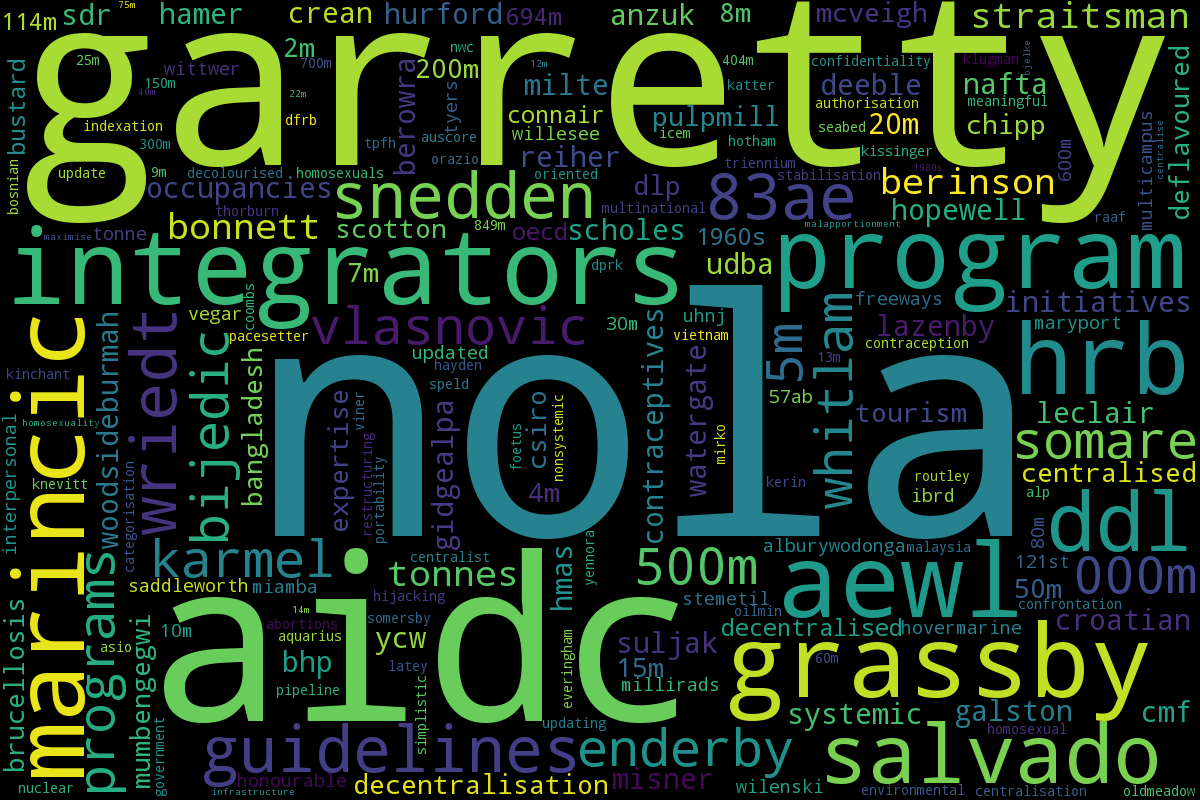 114m sdr 75m hamer crean hurford 694m anzuk 8m mcveigh straitsman
garretty
bustard 25m wittwer 2m 200m nwc 12m 404m confidentiality klugman bjelke deflavoured
150m 40m 700m berowra tyers milte katter deeble nafta
22m connair authorisation meaningful
indexation dfrb willesee pulpmill seabed 20m chipp
300m tpfh auscore icem hotham kissinger 600m multicampus centralise
bosnian update 9m decolourised homosexuals orazio reiher oriented triennium stabilisation 1980s
occupancies snedden dlp 83ae berinson
thorburn multinational hopewell raaf
maximise tonne bonnett scotton 849m oecd scholes 1960s malapportionment
integrators 7m dprk udba program
vegar coombs 30m uhnj freeways initiatives
marincic woodsideburmah wriedt bijedic pacesetter vlasnovic contraceptives vietnam 5m whitlam lazenby maryport hrb
kinchant bangladesh updated hayden watergate 13m contraception
nola
speld 57ab tourism leclair
homosexuality interpersonal expertise viner gidgealpa csiro foetus nonsystemic mirko somare
knevitt categorisation restructuring portability 4m kerin routley ibrd centralised
alp
programs karmel centralist yennora alburywodonga malaysia 80m ddl
saddleworth miamba tonnes hmas 500m aewl 121st 000m
hijacking stemetil oilmin 50m confrontation
brucellosis mumbengegwi 14m aidc somersby decentralised hovermarine croatian
asio 10m abortions aquarius ycw suljak grassby
bhp latey everingham 15m 60m
pipeline simplistic millirads
government updating systemic galston cmf
guidelines enderby homosexual salvado
nuclear honourable decentralisation misner wilenski environmental centralisation oldmeadow
infrastructure